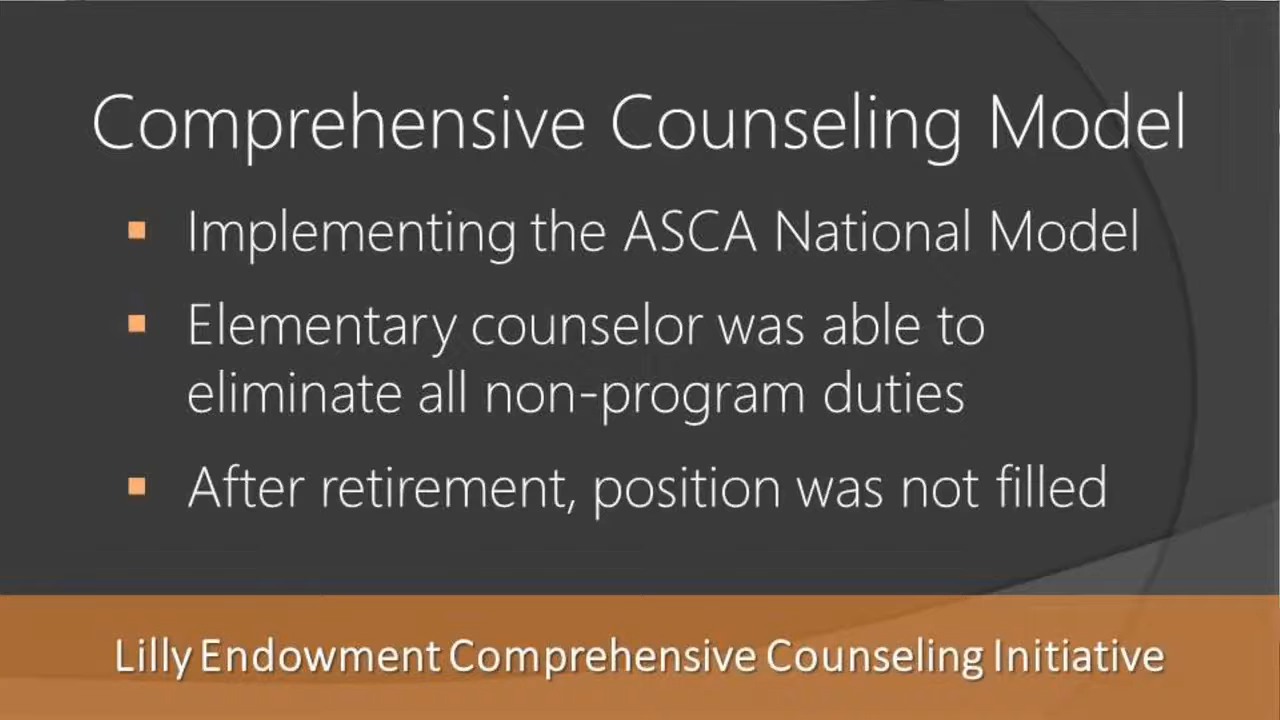 Comprehensive Counseling Model
▪ Implementing the ASCA National Model
▪ Elementary counselor was able to
eliminate all non-program duties
▪ After retirement, position was not filled
Lilly Endowment Comprehensive Counseling Initiative